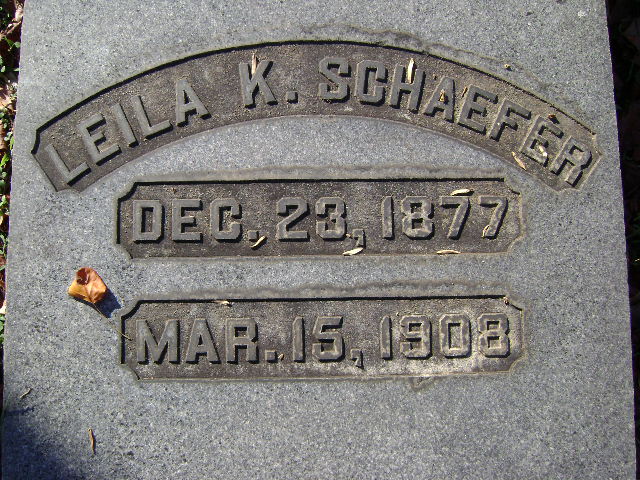 LEILA K. SCHAEFER
DEC. 23, 1877
MAR. 15, 1908